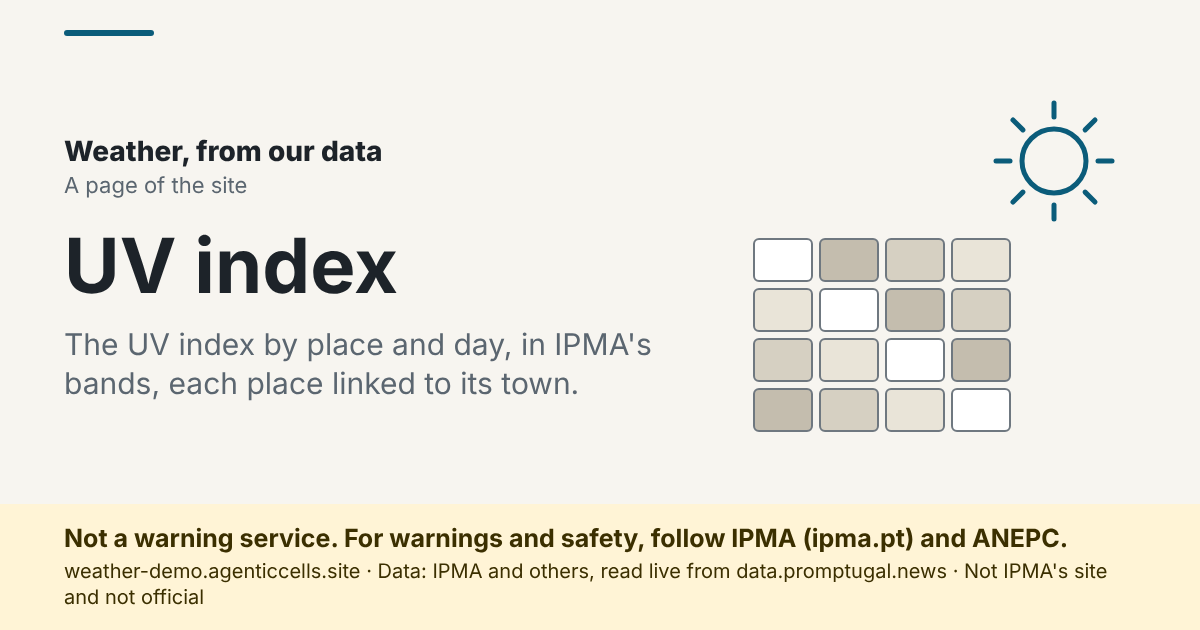 Weather, from our data
A page of the site
UV index
The UV index by place and day, in IPMA's
bands, each place linked to its town.
Not a warning service. For warnings and safety, follow IPMA (ipma.pt) and ANEPC.
weather-demo.agenticcells.site · Data: IPMA and others, read live from data.promptugal.news · Not IPMA's site
and not official